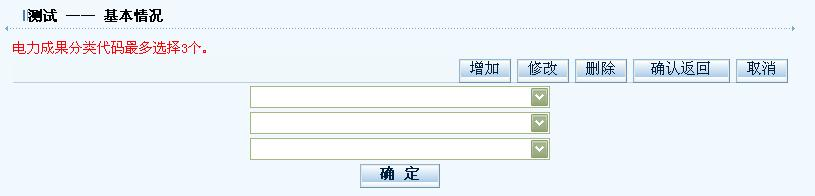 测试 —— 基本情况
电力成果分类代码最多选择3个。
增加 修改 删除 确认返回 取消
确 定